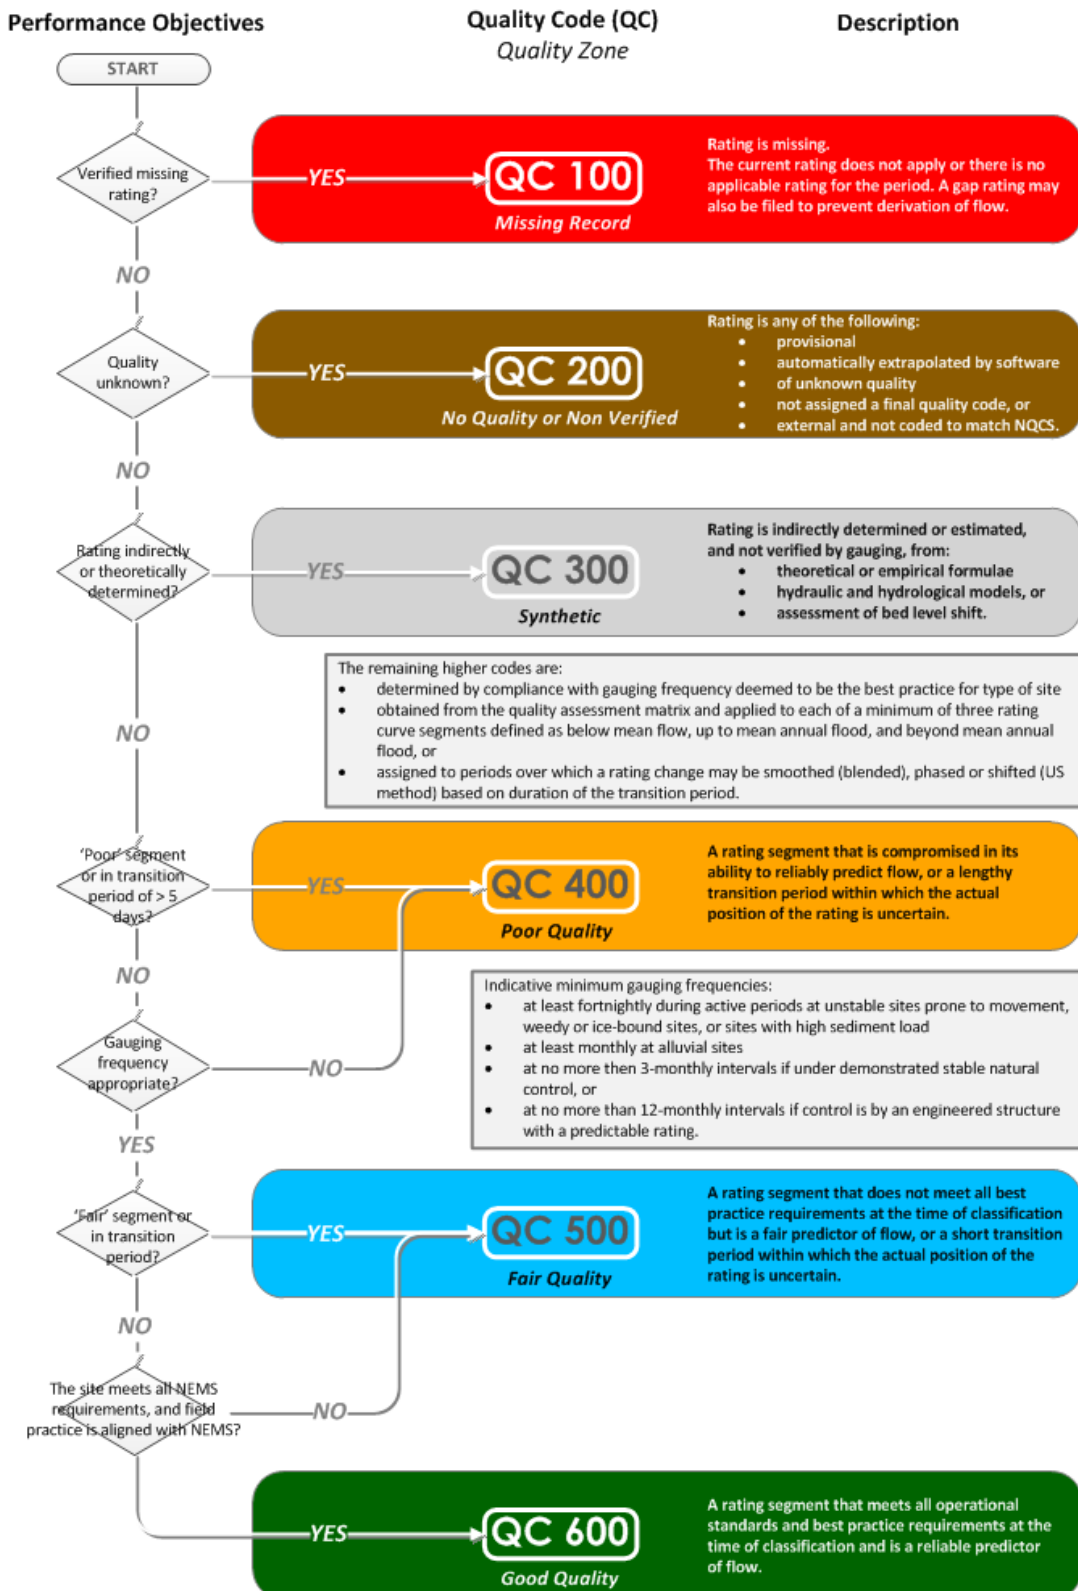 Performance Objectives
Quality Code (QC)
Quality Zone
Description
START
Verified missing
rating?
YES
QC 100
Missing Record
Rating is missing.
The current rating does not apply or there is no
applicable rating for the period. A gap rating may
also be filed to prevent derivation of flow.
NO
Quality
unknown?
YES
QC 200
No Quality or Non Verified
Rating is any of the following:
• provisional
• automatically extrapolated by software
• of unknown quality
• not assigned a final quality code, or
• external and not coded to match NQCS.
NO
Rating indirectly
or theoretically
determined?
YES
QC 300
Synthetic
Rating is indirectly determined or estimated,
and not verified by gauging, from:
• theoretical or empirical formulae
• hydraulic and hydrological models, or
• assessment of bed level shift.
NO
The remaining higher codes are:
• determined by compliance with gauging frequency deemed to be the best practice for type of site
• obtained from the quality assessment matrix and applied to each of a minimum of three rating
curve segments defined as below mean flow, up to mean annual flood, and beyond mean annual
flood, or
• assigned to periods over which a rating change may be smoothed (blended), phased or shifted (US
method) based on duration of the transition period.
‘Poor’ segment
or in transition
period of > 5
days?
YES
QC 400
Poor Quality
A rating segment that is compromised in its
ability to reliably predict flow, or a lengthy
transition period within which the actual
position of the rating is uncertain.
NO
Indicative minimum gauging frequencies:
• at least fortnightly during active periods at unstable sites prone to movement,
weedy or ice-bound sites, or sites with high sediment load
• at least monthly at alluvial sites
• at no more then 3-monthly intervals if under demonstrated stable natural
control, or
• at no more than 12-monthly intervals if control is by an engineered structure
with a predictable rating.
Gauging
frequency
appropriate?
NO
YES
‘Fair’ segment or
in transition
period?
YES
QC 500
Fair Quality
A rating segment that does not meet all best
practice requirements at the time of classification
but is a fair predictor of flow, or a short transition
period within which the actual position of the
rating is uncertain.
NO
The site meets all NEMS
requirements, and field
practice is aligned with NEMS?
NO
YES
QC 600
Good Quality
A rating segment that meets all operational
standards and best practice requirements at the
time of classification and is a reliable predictor
of flow.